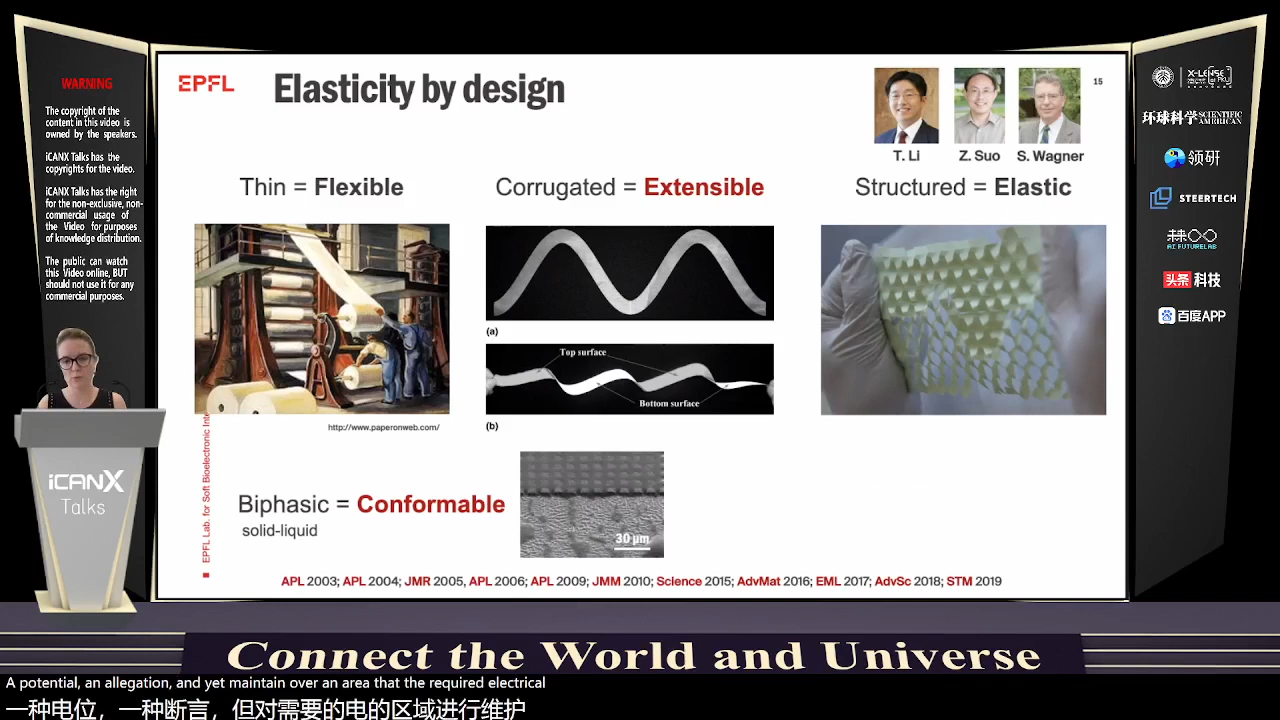 WARNING
The copyright of the
content in this video is
owned by the speakers.
iCANX Talks has the
copyrights for the video.
iCANX Talks has the right
for the non-exclusive, non-
commercial usage of
the Video for purposes
of knowledge distribution.
The public can watch
this Video online, BUT
should not use it for any
commercial purposes.
EPFL
Elasticity by design
15
T. Li
Z. Suo
S. Wagner
Thin = Flexible
Corrugated = Extensible
Structured = Elastic
(a)
Top surface
Bottom surface
(b)
http://www.paperonweb.com/
EPFL Lab. for Soft Bioelectronic Inte
Biphasic = Conformable
solid-liquid
30 µm
APL 2003; APL 2004; JMR 2005, APL 2006; APL 2009; JMM 2010; Science 2015; AdvMat 2016; EML 2017; AdvSc 2018; STM 2019
环球科学 SCIENTIFIC AMERICAN
领研
STEERTECH
AI FUTURELAB
头条 科技
百度APP
iCANX
Talks
Connect the World and Universe
A potential, an allegation, and yet maintain over an area that the required electrical
一种电位，一种断言，但对需要的电的区域进行维护